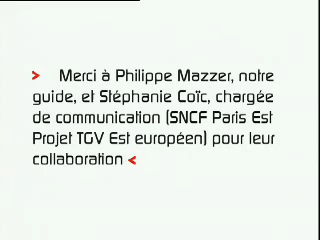 > Merci à Philippe Mazzer, notre
guide, et Stéphanie Coïc, chargée
de communication (SNCF Paris Est
Projet TGV Est européen) pour leur
collaboration <